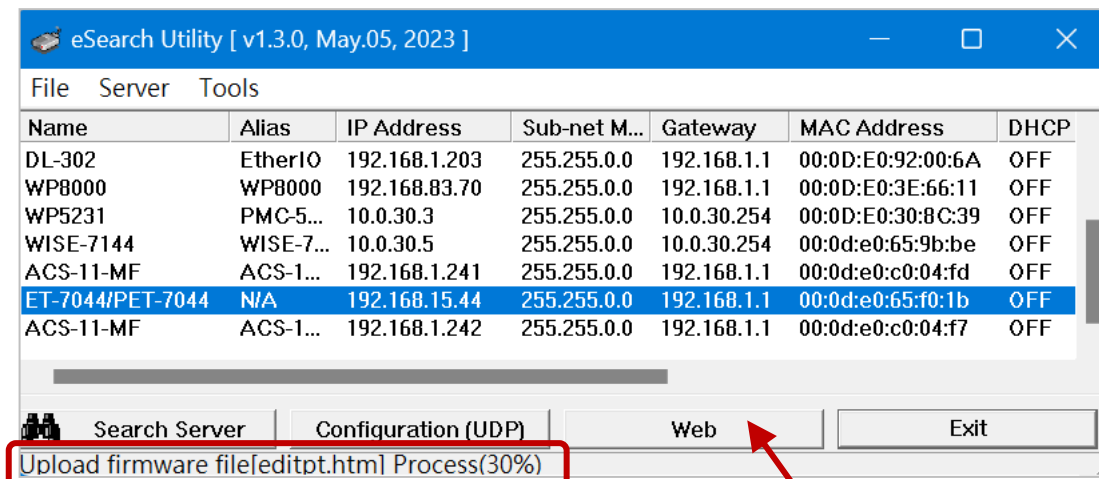 eSearch Utility [ v1.3.0, May.05, 2023 ]
File Server Tools
Name Alias IP Address Sub-net M... Gateway MAC Address DHCP
DL-302 EtherIO 192.168.1.203 255.255.0.0 192.168.1.1 00:0D:E0:92:00:6A OFF
WP8000 WP8000 192.168.83.70 255.255.0.0 192.168.1.1 00:0D:E0:3E:66:11 OFF
WP5231 PMC-5... 10.0.30.3 255.255.0.0 10.0.30.254 00:0D:E0:30:8C:39 OFF
WISE-7144 WISE-7... 10.0.30.5 255.255.0.0 10.0.30.254 00:0d:e0:65:9b:be OFF
ACS-11-MF ACS-1... 192.168.1.241 255.255.0.0 192.168.1.1 00:0d:e0:c0:04:fd OFF
ET-7044/PET-7044 N/A 192.168.15.44 255.255.0.0 192.168.1.1 00:0d:e0:65:f0:1b OFF
ACS-11-MF ACS-1... 192.168.1.242 255.255.0.0 192.168.1.1 00:0d:e0:c0:04:f7 OFF
Search Server Configuration (UDP) Web Exit
Upload firmware file[editpt.htm] Process(30%)